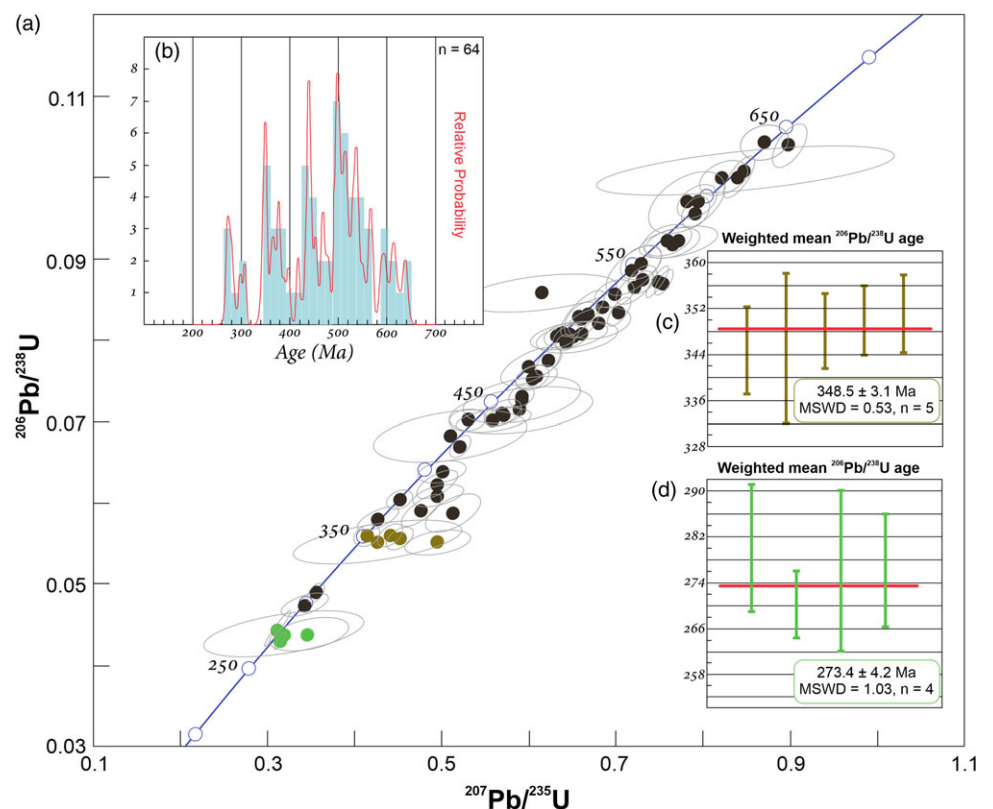 (a)
(b)
n = 64
8
7
6
5
4
3
2
1
200 300 400 500 600 700
Age (Ma)
Relative Probability
0.11
0.09
0.07
0.05
0.03
²⁰⁶Pb/²³⁸U
0.1 0.3 0.5 0.7 0.9 1.1
²⁰⁷Pb/²³⁵U
650
550
450
350
250
Weighted mean ²⁰⁶Pb/²³⁸U age
(c)
360
352
344
336
328
348.5 ± 3.1 Ma
MSWD = 0.53, n = 5
Weighted mean ²⁰⁶Pb/²³⁸U age
(d)
290
282
274
266
258
273.4 ± 4.2 Ma
MSWD = 1.03, n = 4